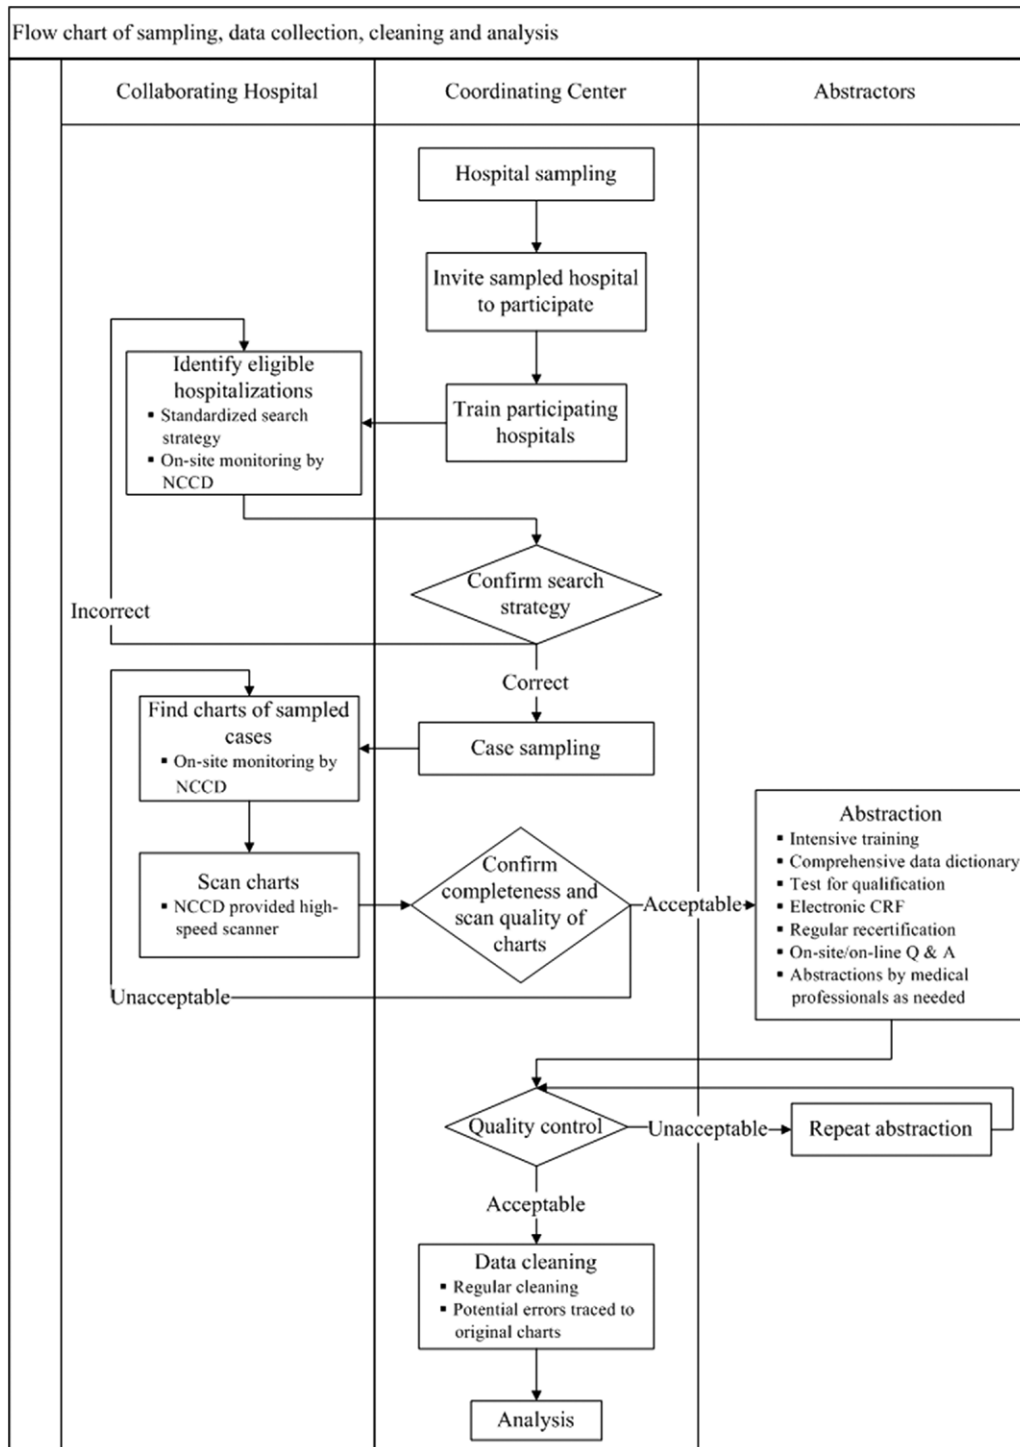 Flow chart of sampling, data collection, cleaning and analysis
Collaborating Hospital
Coordinating Center
Abstractors
Hospital sampling
Invite sampled hospital
to participate
Identify eligible
hospitalizations
▪ Standardized search
strategy
▪ On-site monitoring by
NCCD
Train participating
hospitals
Confirm search
strategy
Incorrect
Correct
Find charts of sampled
cases
▪ On-site monitoring by
NCCD
Case sampling
Scan charts
▪ NCCD provided high-
speed scanner
Confirm
completeness and
scan quality of
charts
Acceptable
Unacceptable
Abstraction
▪ Intensive training
▪ Comprehensive data dictionary
▪ Test for qualification
▪ Electronic CRF
▪ Regular recertification
▪ On-site/on-line Q & A
▪ Abstractions by medical
professionals as needed
Quality control
Unacceptable
Repeat abstraction
Acceptable
Data cleaning
▪ Regular cleaning
▪ Potential errors traced to
original charts
Analysis